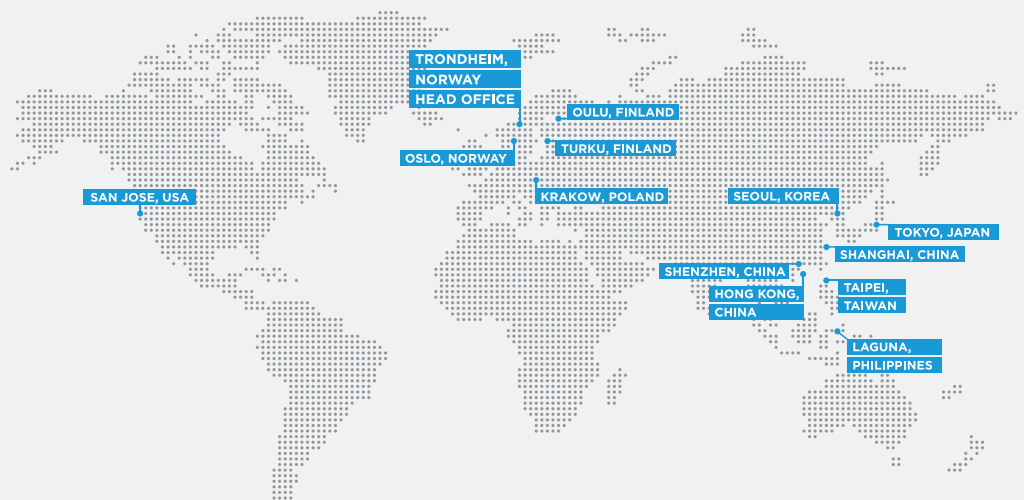 TRONDHEIM,
NORWAY
HEAD OFFICE
OULU, FINLAND
TURKU, FINLAND
OSLO, NORWAY
SAN JOSE, USA
KRAKOW, POLAND
SEOUL, KOREA
TOKYO, JAPAN
SHANGHAI, CHINA
SHENZHEN, CHINA
HONG KONG,
CHINA
TAIPEI,
TAIWAN
LAGUNA,
PHILIPPINES